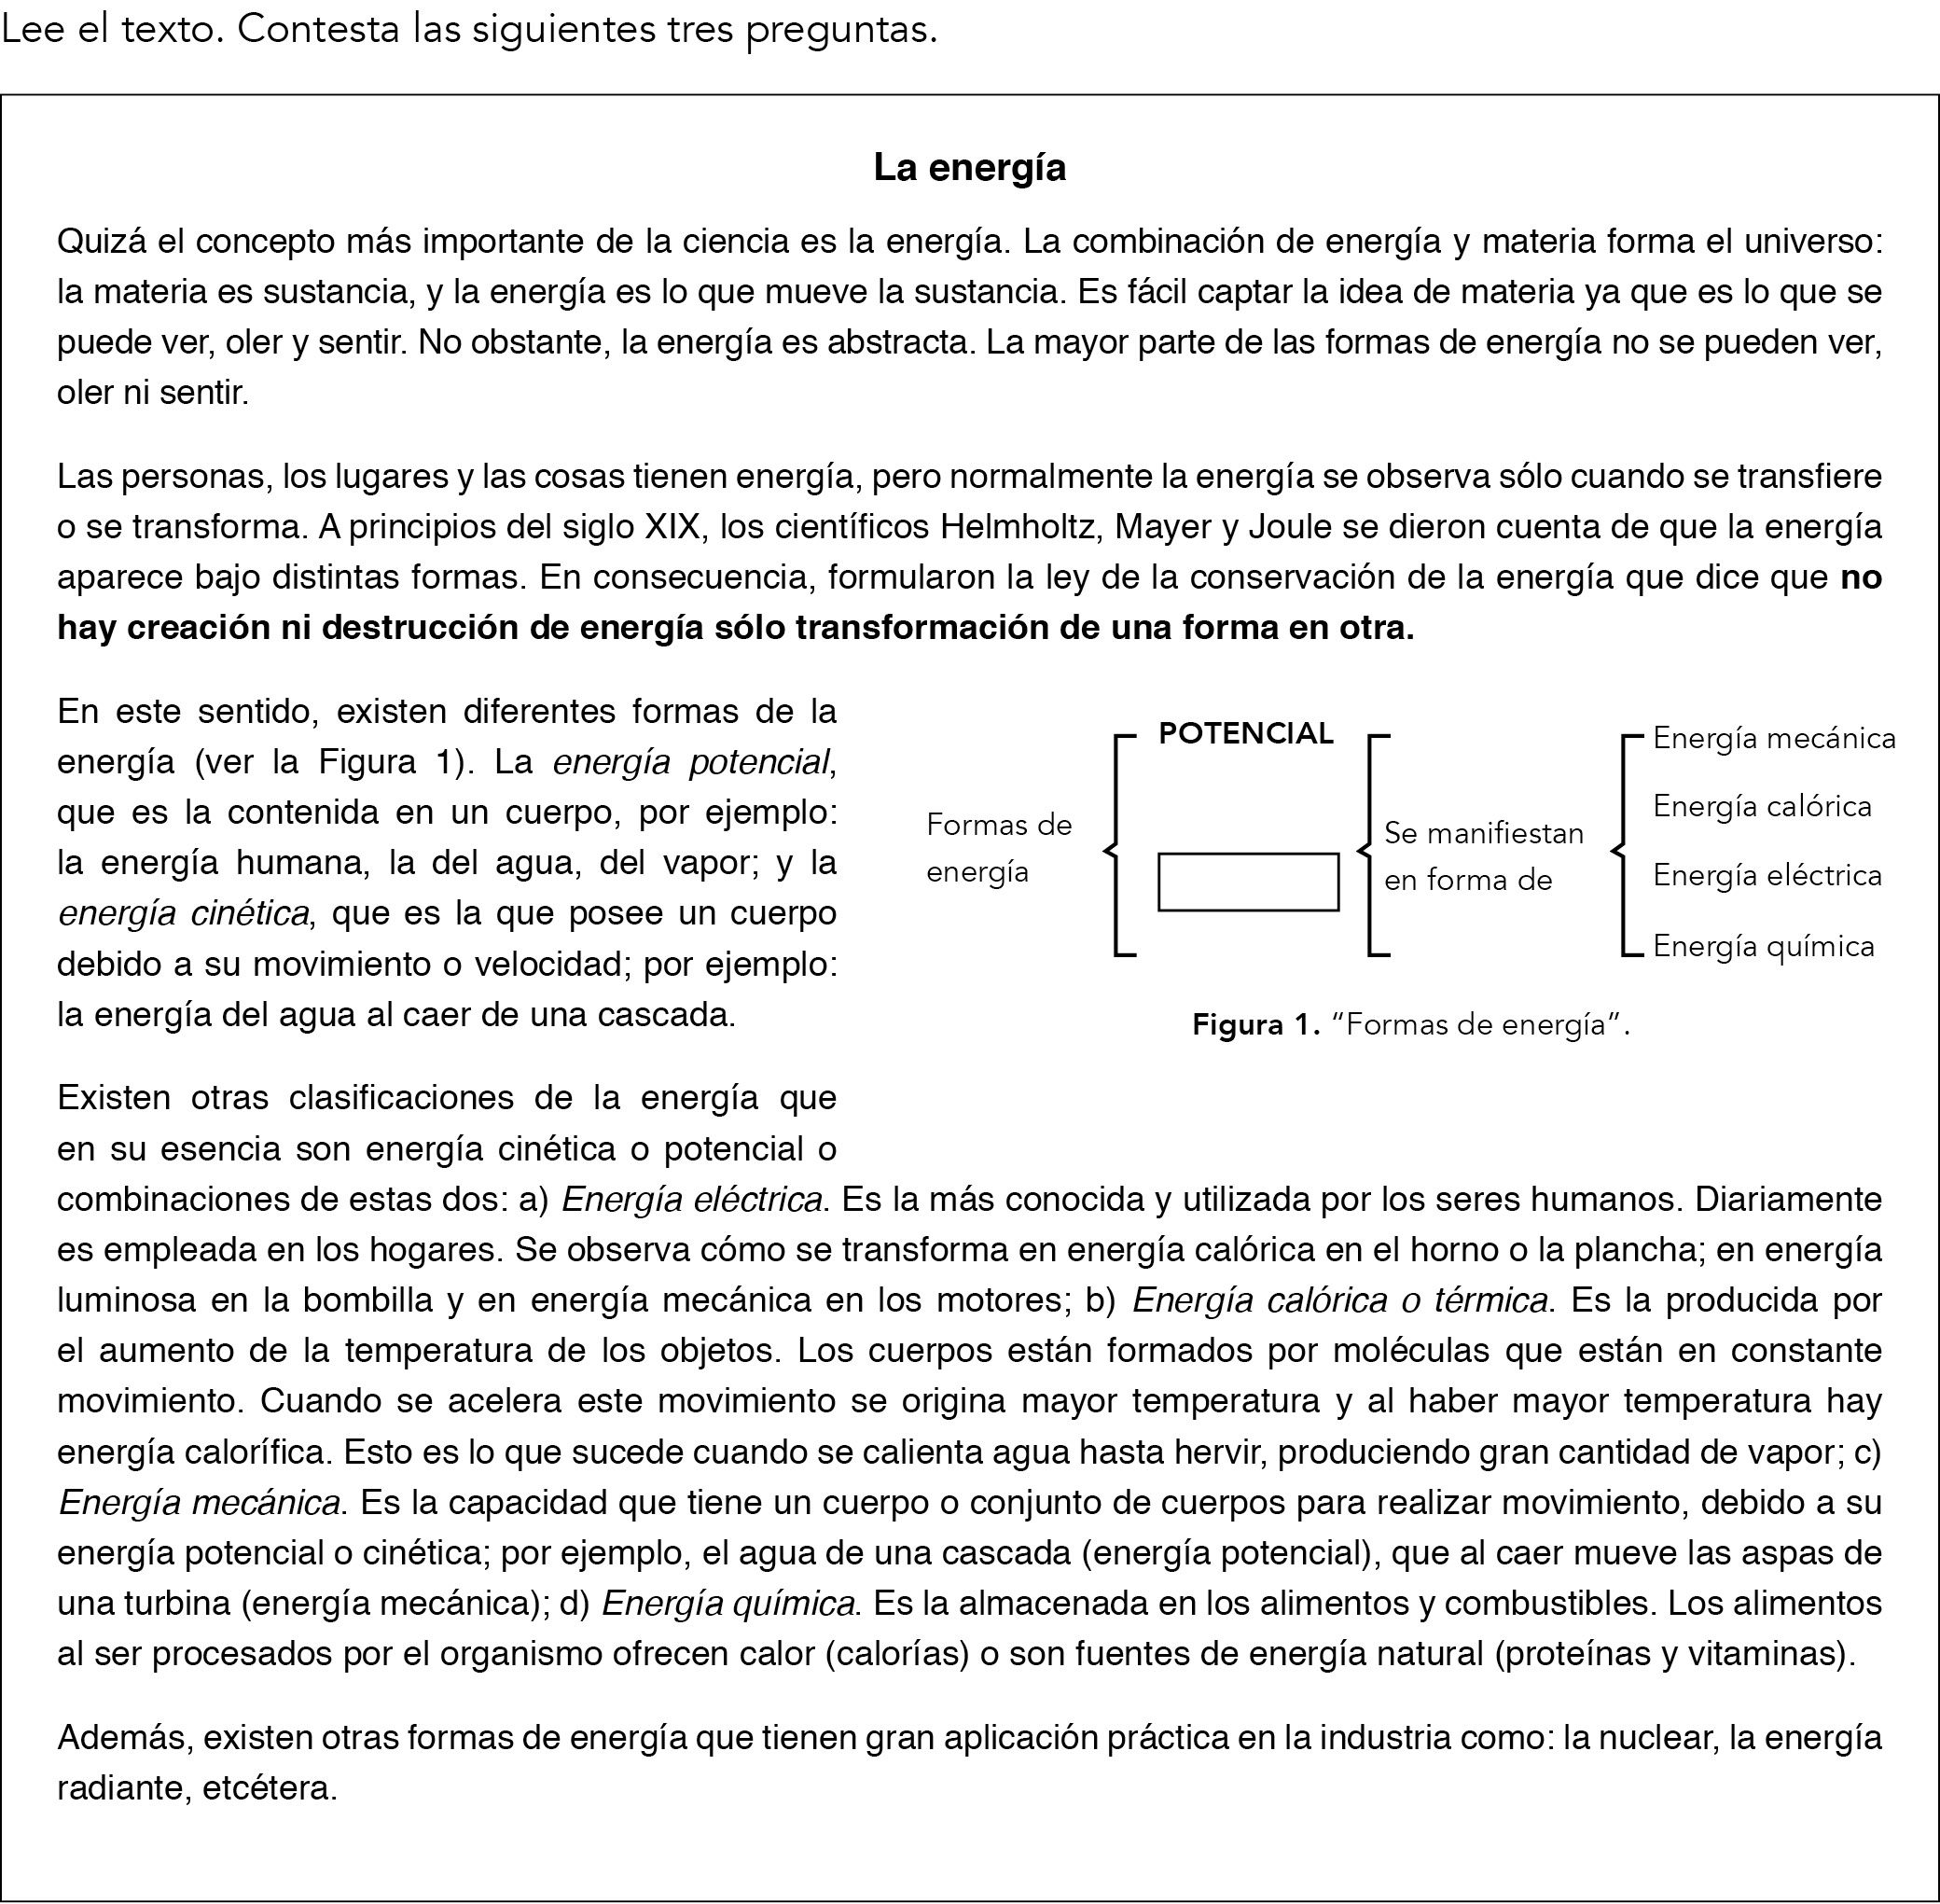 Lee el texto. Contesta las siguientes tres preguntas.
La energía
Quizá el concepto más importante de la ciencia es la energía. La combinación de energía y materia forma el universo:
la materia es sustancia, y la energía es lo que mueve la sustancia. Es fácil captar la idea de materia ya que es lo que se
puede ver, oler y sentir. No obstante, la energía es abstracta. La mayor parte de las formas de energía no se pueden ver,
oler ni sentir.
Las personas, los lugares y las cosas tienen energía, pero normalmente la energía se observa sólo cuando se transfiere
o se transforma. A principios del siglo XIX, los científicos Helmholtz, Mayer y Joule se dieron cuenta de que la energía
aparece bajo distintas formas. En consecuencia, formularon la ley de la conservación de la energía que dice que no
hay creación ni destrucción de energía sólo transformación de una forma en otra.
En este sentido, existen diferentes formas de la
energía (ver la Figura 1). La energía potencial,
que es la contenida en un cuerpo, por ejemplo:
la energía humana, la del agua, del vapor; y la
energía cinética, que es la que posee un cuerpo
debido a su movimiento o velocidad; por ejemplo:
la energía del agua al caer de una cascada.
Formas de
energía
POTENCIAL
Se manifiestan
en forma de
Energía mecánica
Energía calórica
Energía eléctrica
Energía química
Figura 1. “Formas de energía”.
Existen otras clasificaciones de la energía que
en su esencia son energía cinética o potencial o
combinaciones de estas dos: a) Energía eléctrica. Es la más conocida y utilizada por los seres humanos. Diariamente
es empleada en los hogares. Se observa cómo se transforma en energía calórica en el horno o la plancha; en energía
luminosa en la bombilla y en energía mecánica en los motores; b) Energía calórica o térmica. Es la producida por
el aumento de la temperatura de los objetos. Los cuerpos están formados por moléculas que están en constante
movimiento. Cuando se acelera este movimiento se origina mayor temperatura y al haber mayor temperatura hay
energía calorífica. Esto es lo que sucede cuando se calienta agua hasta hervir, produciendo gran cantidad de vapor; c)
Energía mecánica. Es la capacidad que tiene un cuerpo o conjunto de cuerpos para realizar movimiento, debido a su
energía potencial o cinética; por ejemplo, el agua de una cascada (energía potencial), que al caer mueve las aspas de
una turbina (energía mecánica); d) Energía química. Es la almacenada en los alimentos y combustibles. Los alimentos
al ser procesados por el organismo ofrecen calor (calorías) o son fuentes de energía natural (proteínas y vitaminas).
Además, existen otras formas de energía que tienen gran aplicación práctica en la industria como: la nuclear, la energía
radiante, etcétera.